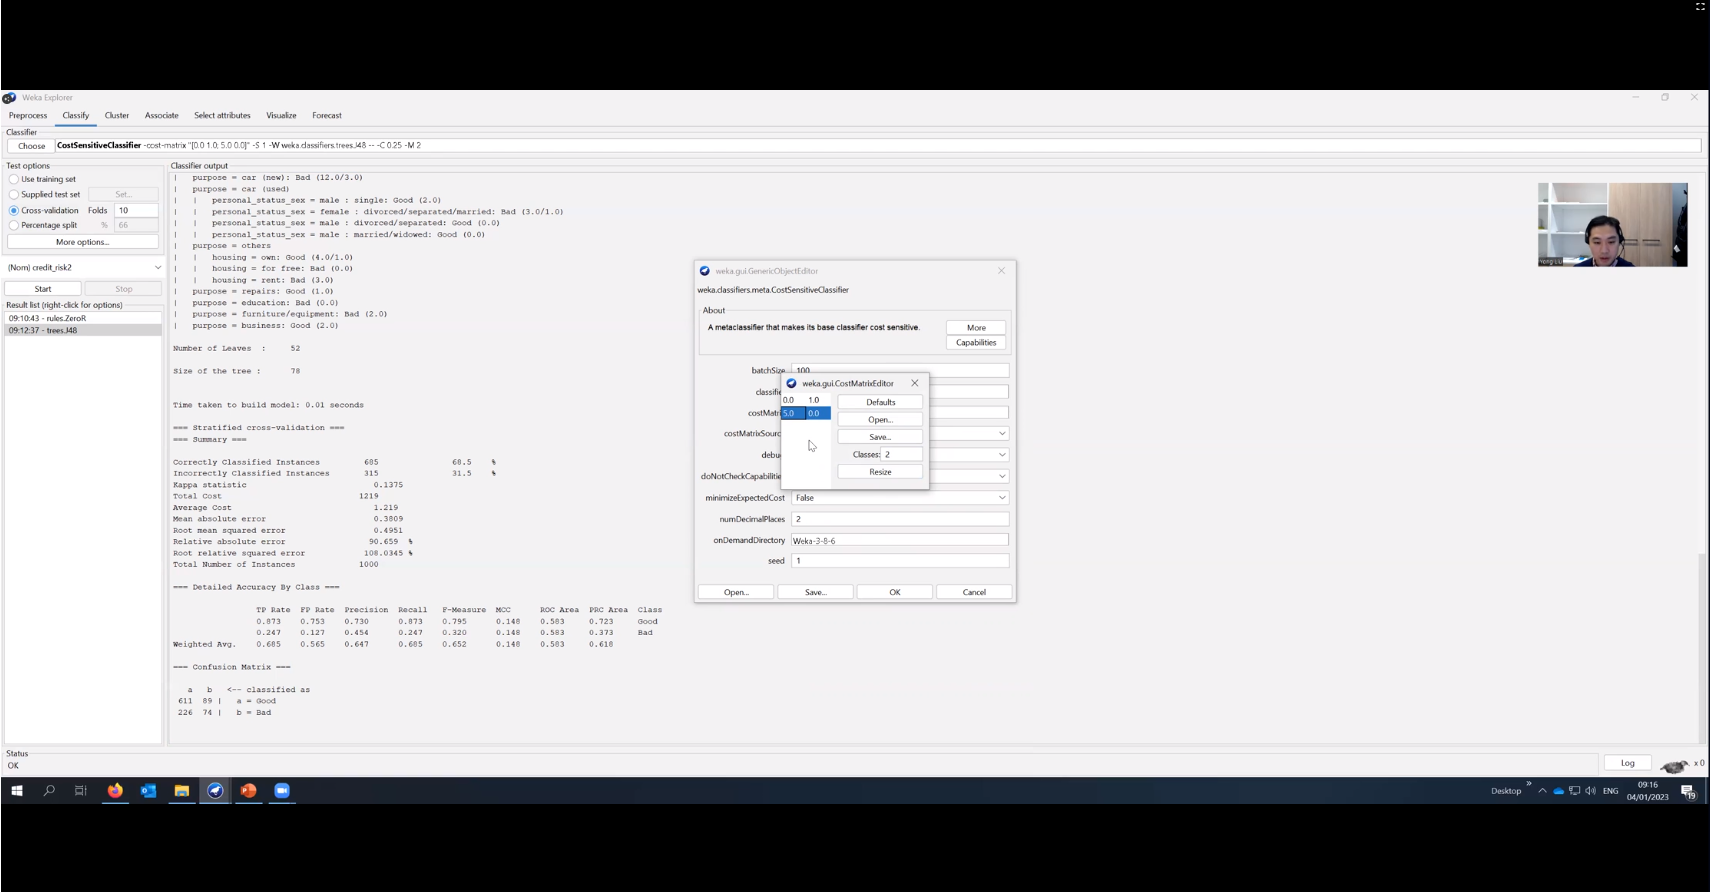 Weka Explorer
Preprocess Classify Cluster Associate Select attributes Visualize Forecast
Classifier
Choose CostSensitiveClassifier -cost-matrix "[0.0 1.0; 5.0 0.0]" -S 1 -W weka.classifiers.trees.J48 -- -C 0.25 -M 2
Test options
Use training set
Supplied test set Set...
Cross-validation Folds 10
Percentage split % 66
More options...
(Nom) credit_risk2
Start Stop
Result list (right-click for options)
09:10:43 - rules.ZeroR
09:12:37 - trees.J48
Classifier output
| purpose = car (new): Bad (12.0/3.0)
| purpose = car (used)
| | personal_status_sex = male : single: Good (2.0)
| | personal_status_sex = female : divorced/separated/married: Bad (3.0/1.0)
| | personal_status_sex = male : divorced/separated: Good (0.0)
| | personal_status_sex = male : married/widowed: Good (0.0)
| purpose = others
| | housing = own: Good (4.0/1.0)
| | housing = for free: Bad (0.0)
| | housing = rent: Bad (3.0)
| purpose = repairs: Good (1.0)
| purpose = education: Bad (0.0)
| purpose = furniture/equipment: Bad (2.0)
| purpose = business: Good (2.0)
Number of Leaves : 52
Size of the tree : 78
Time taken to build model: 0.01 seconds
=== Stratified cross-validation ===
=== Summary ===
Correctly Classified Instances 685 68.5 %
Incorrectly Classified Instances 315 31.5 %
Kappa statistic 0.1375
Total Cost 1219
Average Cost 1.219
Mean absolute error 0.3809
Root mean squared error 0.4951
Relative absolute error 90.659 %
Root relative squared error 108.0345 %
Total Number of Instances 1000
=== Detailed Accuracy By Class ===
TP Rate FP Rate Precision Recall F-Measure MCC ROC Area PRC Area Class
0.873 0.753 0.730 0.873 0.795 0.148 0.583 0.723 Good
0.247 0.127 0.454 0.247 0.320 0.148 0.583 0.373 Bad
Weighted Avg. 0.685 0.565 0.647 0.685 0.652 0.148 0.583 0.618
=== Confusion Matrix ===
a b <-- classified as
611 89 | a = Good
226 74 | b = Bad
weka.gui.GenericObjectEditor
weka.classifiers.meta.CostSensitiveClassifier
About
A metaclassifier that makes its base classifier cost sensitive.
More
Capabilities
batchSize 100
classifie
costMatri
costMatrixSourc
debu
doNotCheckCapabilitie
minimizeExpectedCost False
numDecimalPlaces 2
onDemandDirectory Weka-3-8-6
seed 1
Open... Save... OK Cancel
weka.gui.CostMatrixEditor
0.0 1.0
5.0 0.0
Defaults
Open...
Save...
Classes: 2
Resize
Yong Liu
Status
OK
Log x 0
Desktop ENG 09:16
04/01/2023
19